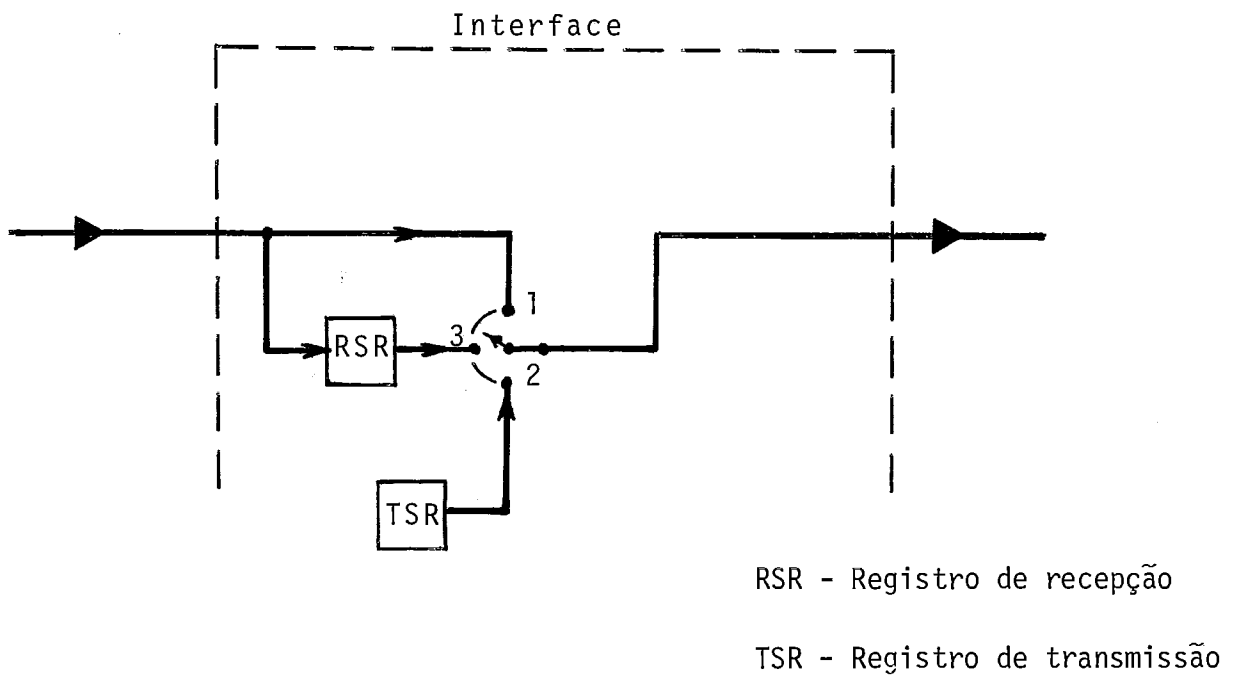 Interface
1
3
RSR
2
TSR
RSR - Registro de recepção
TSR - Registro de transmissão